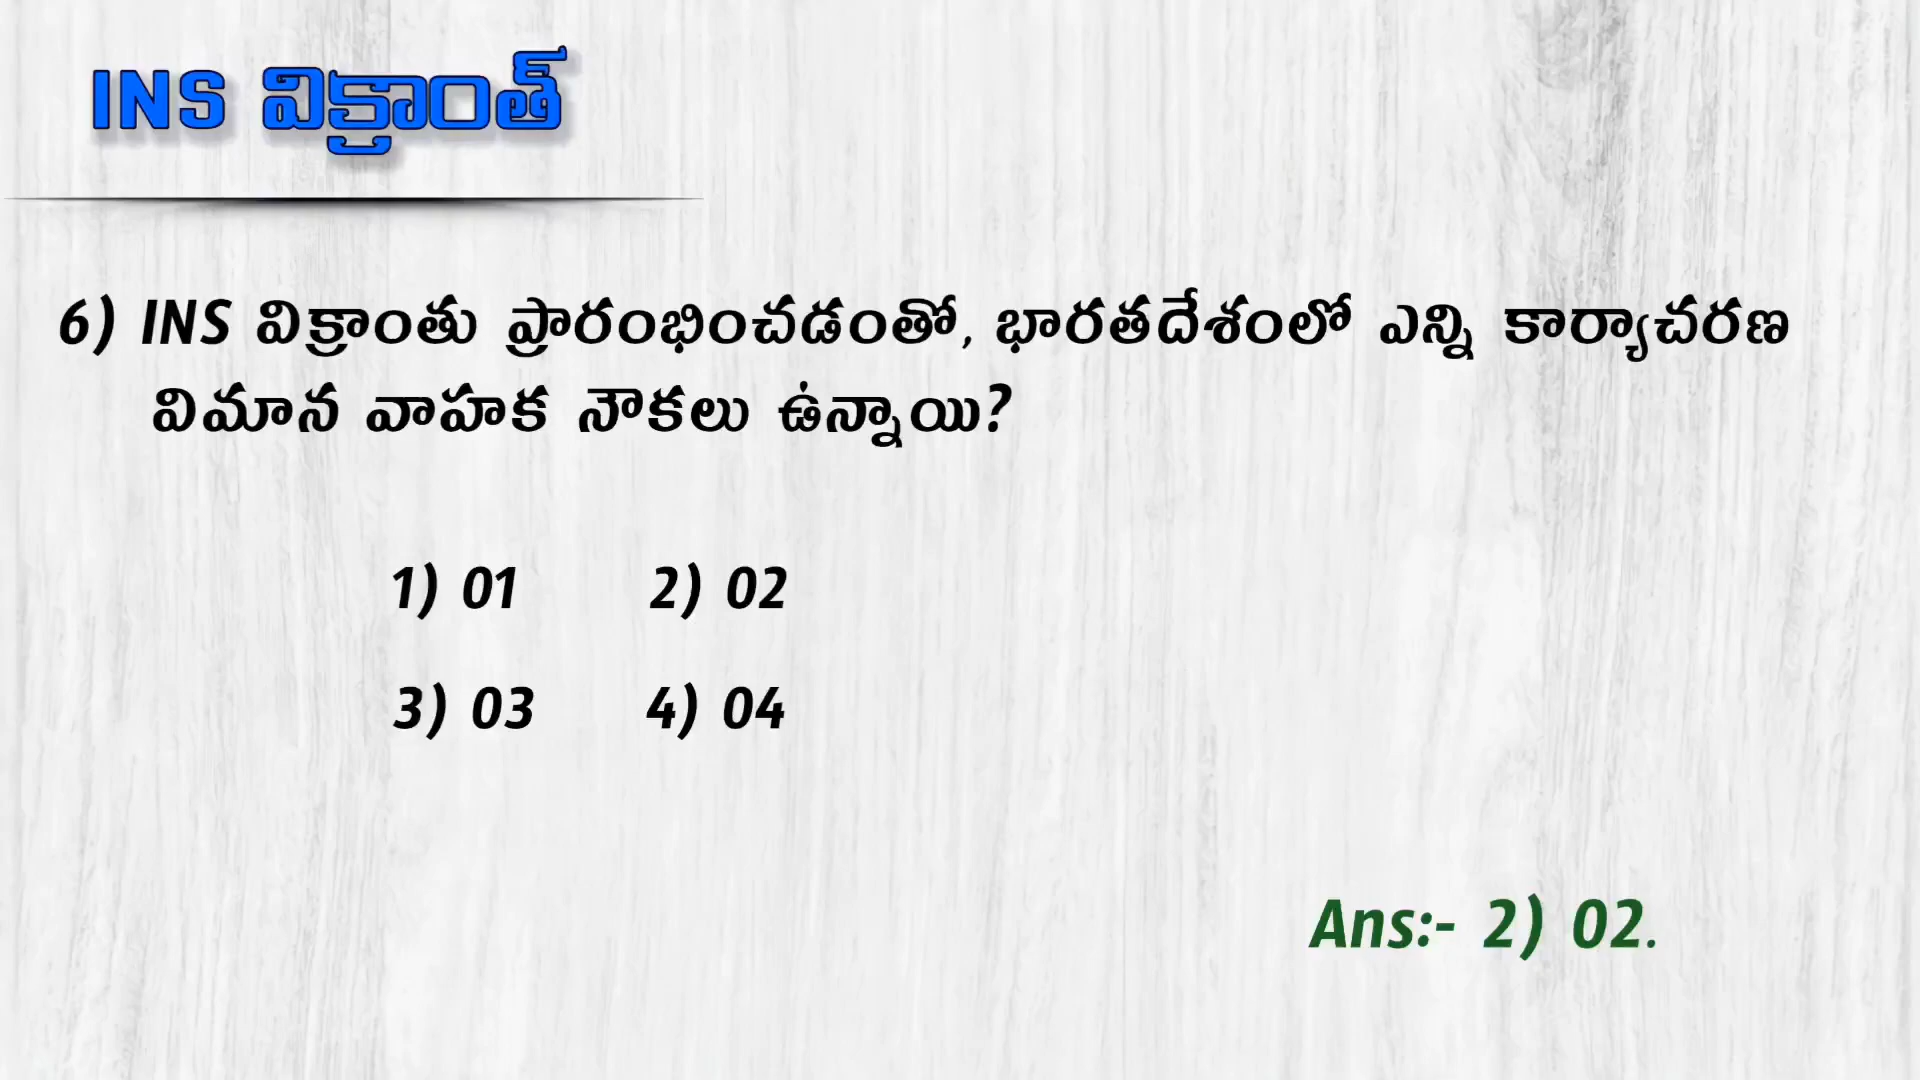 INS విక్రాంత్
6) INS విక్రాంతు ప్రారంభించడంతో, భారతదేశంలో ఎన్ని కార్యాచరణ
విమాన వాహక నౌకలు ఉన్నాయి?
1) 01 2) 02
3) 03 4) 04
Ans:- 2) 02.